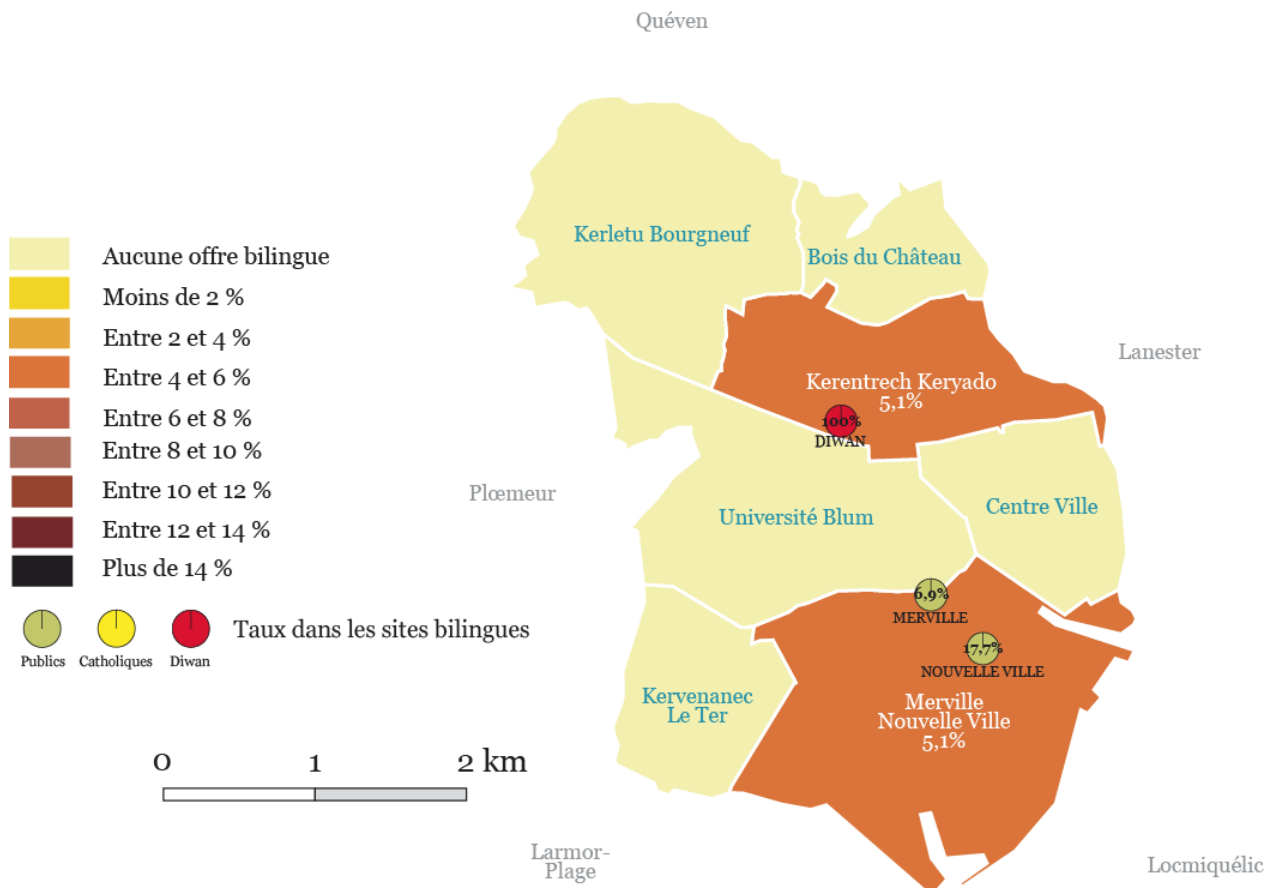 Quéven
Kerletu Bourgneuf
Bois du Château
Aucune offre bilingue
Moins de 2 %
Entre 2 et 4 %
Entre 4 et 6 %
Entre 6 et 8 %
Entre 8 et 10 %
Entre 10 et 12 %
Entre 12 et 14 %
Plus de 14 %
Publics
Catholiques
Diwan
Taux dans les sites bilingues
Lanester
Kerentrech Keryado
5,1%
100%
DIWAN
Plœmeur
Université Blum
Centre Ville
6,9%
MERVILLE
17,7%
NOUVELLE VILLE
Kervenanec
Le Ter
Merville
Nouvelle Ville
5,1%
0
1
2 km
Larmor-
Plage
Locmiquélic